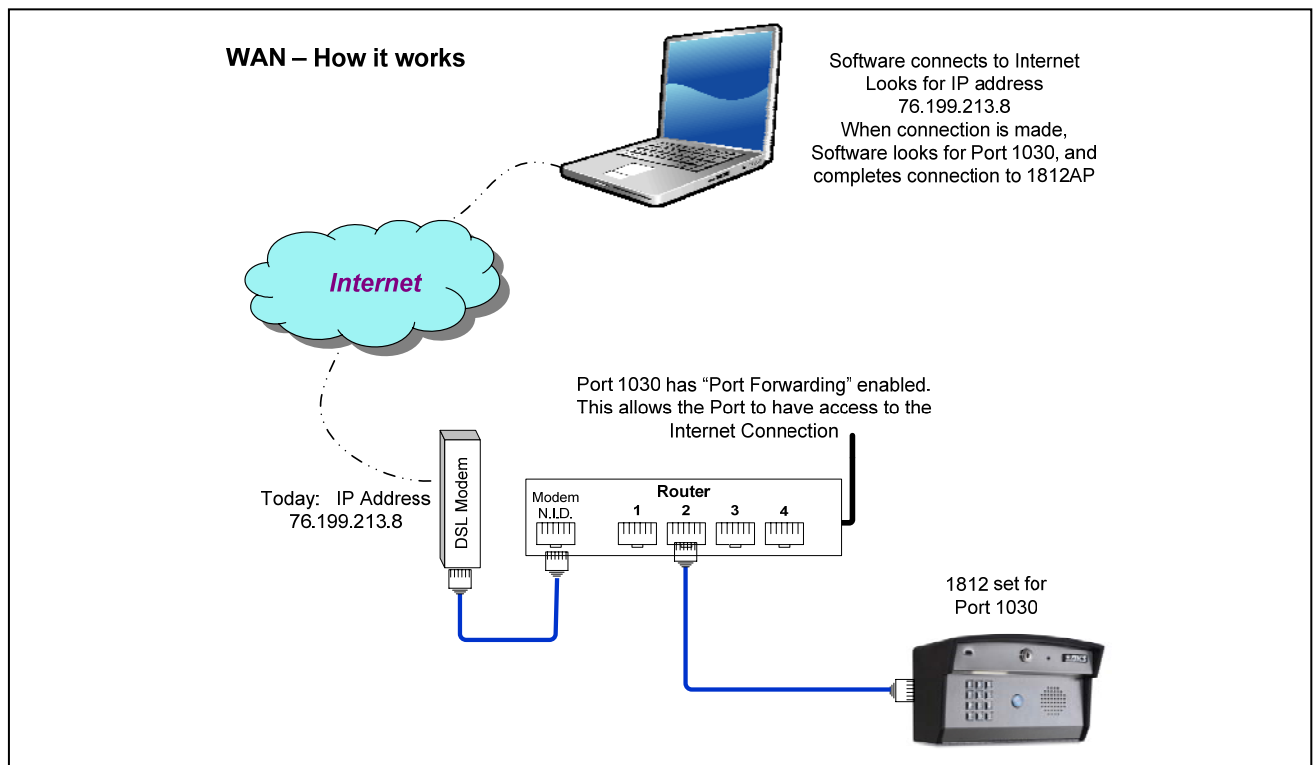 WAN – How it works
Software connects to Internet
Looks for IP address
76.199.213.8
When connection is made,
Software looks for Port 1030, and
completes connection to 1812AP
Internet
Port 1030 has “Port Forwarding” enabled.
This allows the Port to have access to the
Internet Connection
Today: IP Address
76.199.213.8
DSL Modem
Modem
N.I.D.
Router
1 2 3 4
1812 set for
Port 1030